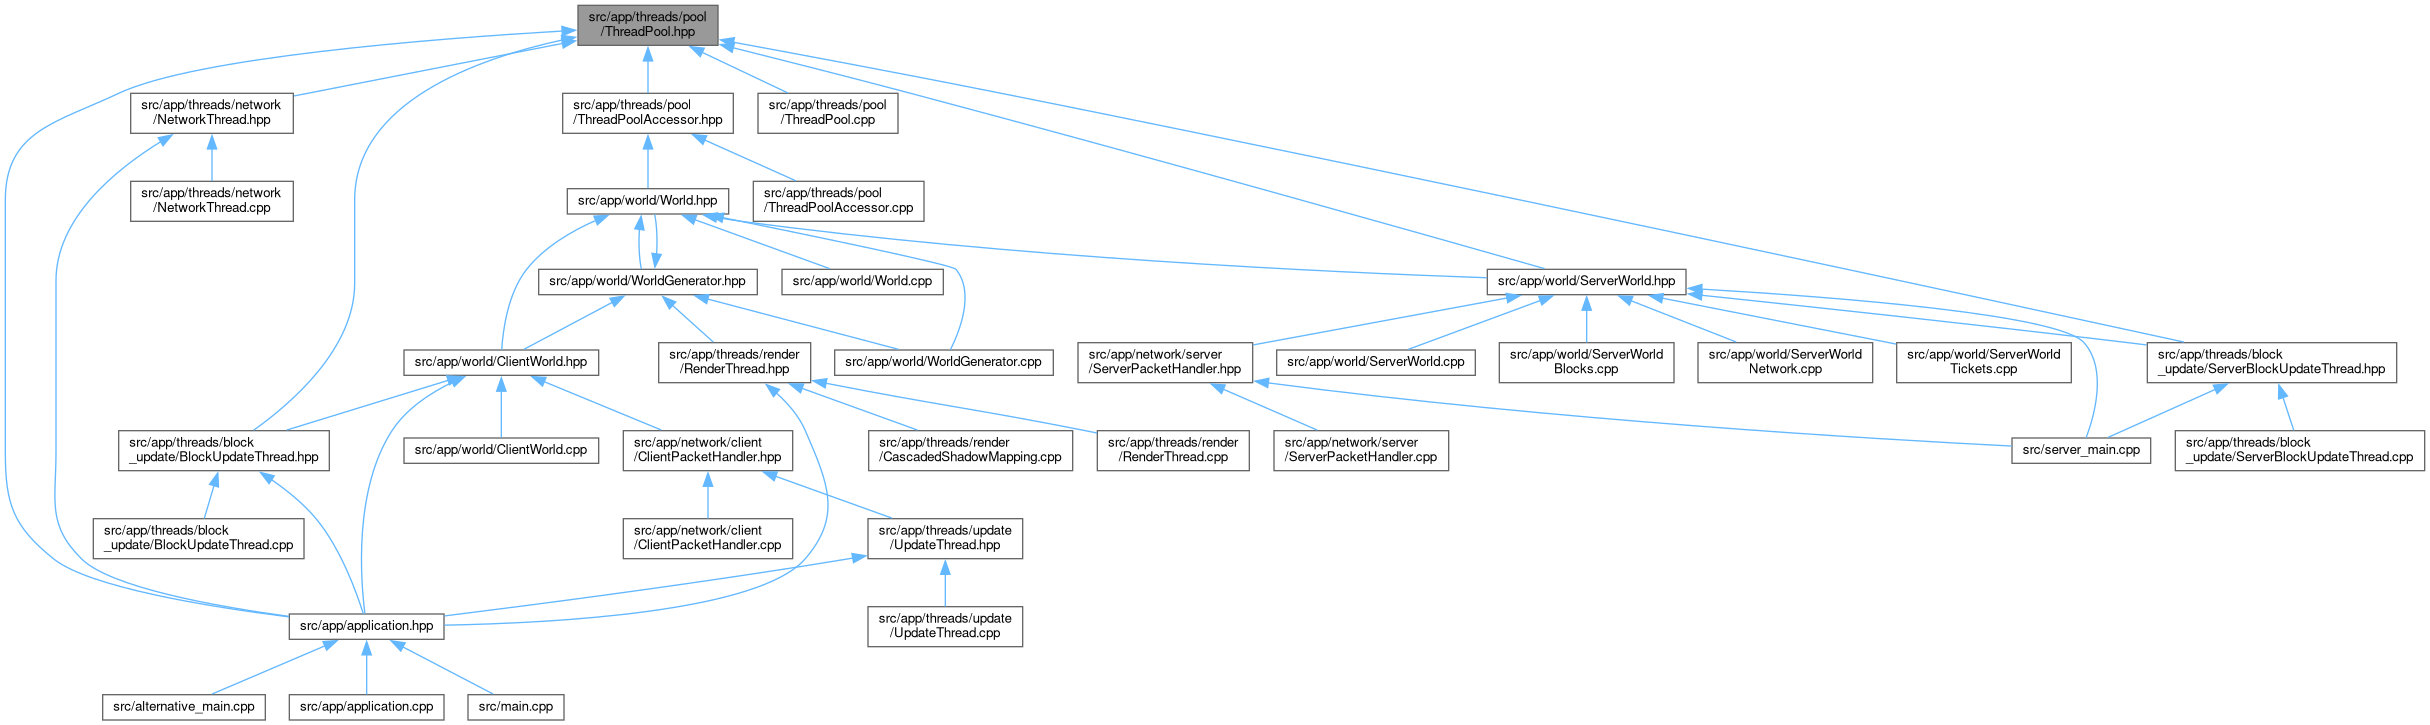 src/app/threads/pool
/ThreadPool.hpp
src/app/threads/network
/NetworkThread.hpp
src/app/threads/pool
/ThreadPoolAccessor.hpp
src/app/threads/pool
/ThreadPool.cpp
src/app/threads/network
/NetworkThread.cpp
src/app/world/World.hpp
src/app/threads/pool
/ThreadPoolAccessor.cpp
src/app/world/WorldGenerator.hpp
src/app/world/World.cpp
src/app/world/ServerWorld.hpp
src/app/world/ClientWorld.hpp
src/app/threads/render
/RenderThread.hpp
src/app/world/WorldGenerator.cpp
src/app/network/server
/ServerPacketHandler.hpp
src/app/world/ServerWorld.cpp
src/app/world/ServerWorld
Blocks.cpp
src/app/world/ServerWorld
Network.cpp
src/app/world/ServerWorld
Tickets.cpp
src/app/threads/block
_update/ServerBlockUpdateThread.hpp
src/app/threads/block
_update/BlockUpdateThread.hpp
src/app/world/ClientWorld.cpp
src/app/network/client
/ClientPacketHandler.hpp
src/app/threads/render
/CascadedShadowMapping.cpp
src/app/threads/render
/RenderThread.cpp
src/app/network/server
/ServerPacketHandler.cpp
src/server_main.cpp
src/app/threads/block
_update/ServerBlockUpdateThread.cpp
src/app/threads/block
_update/BlockUpdateThread.cpp
src/app/network/client
/ClientPacketHandler.cpp
src/app/threads/update
/UpdateThread.hpp
src/app/application.hpp
src/app/threads/update
/UpdateThread.cpp
src/alternative_main.cpp
src/app/application.cpp
src/main.cpp